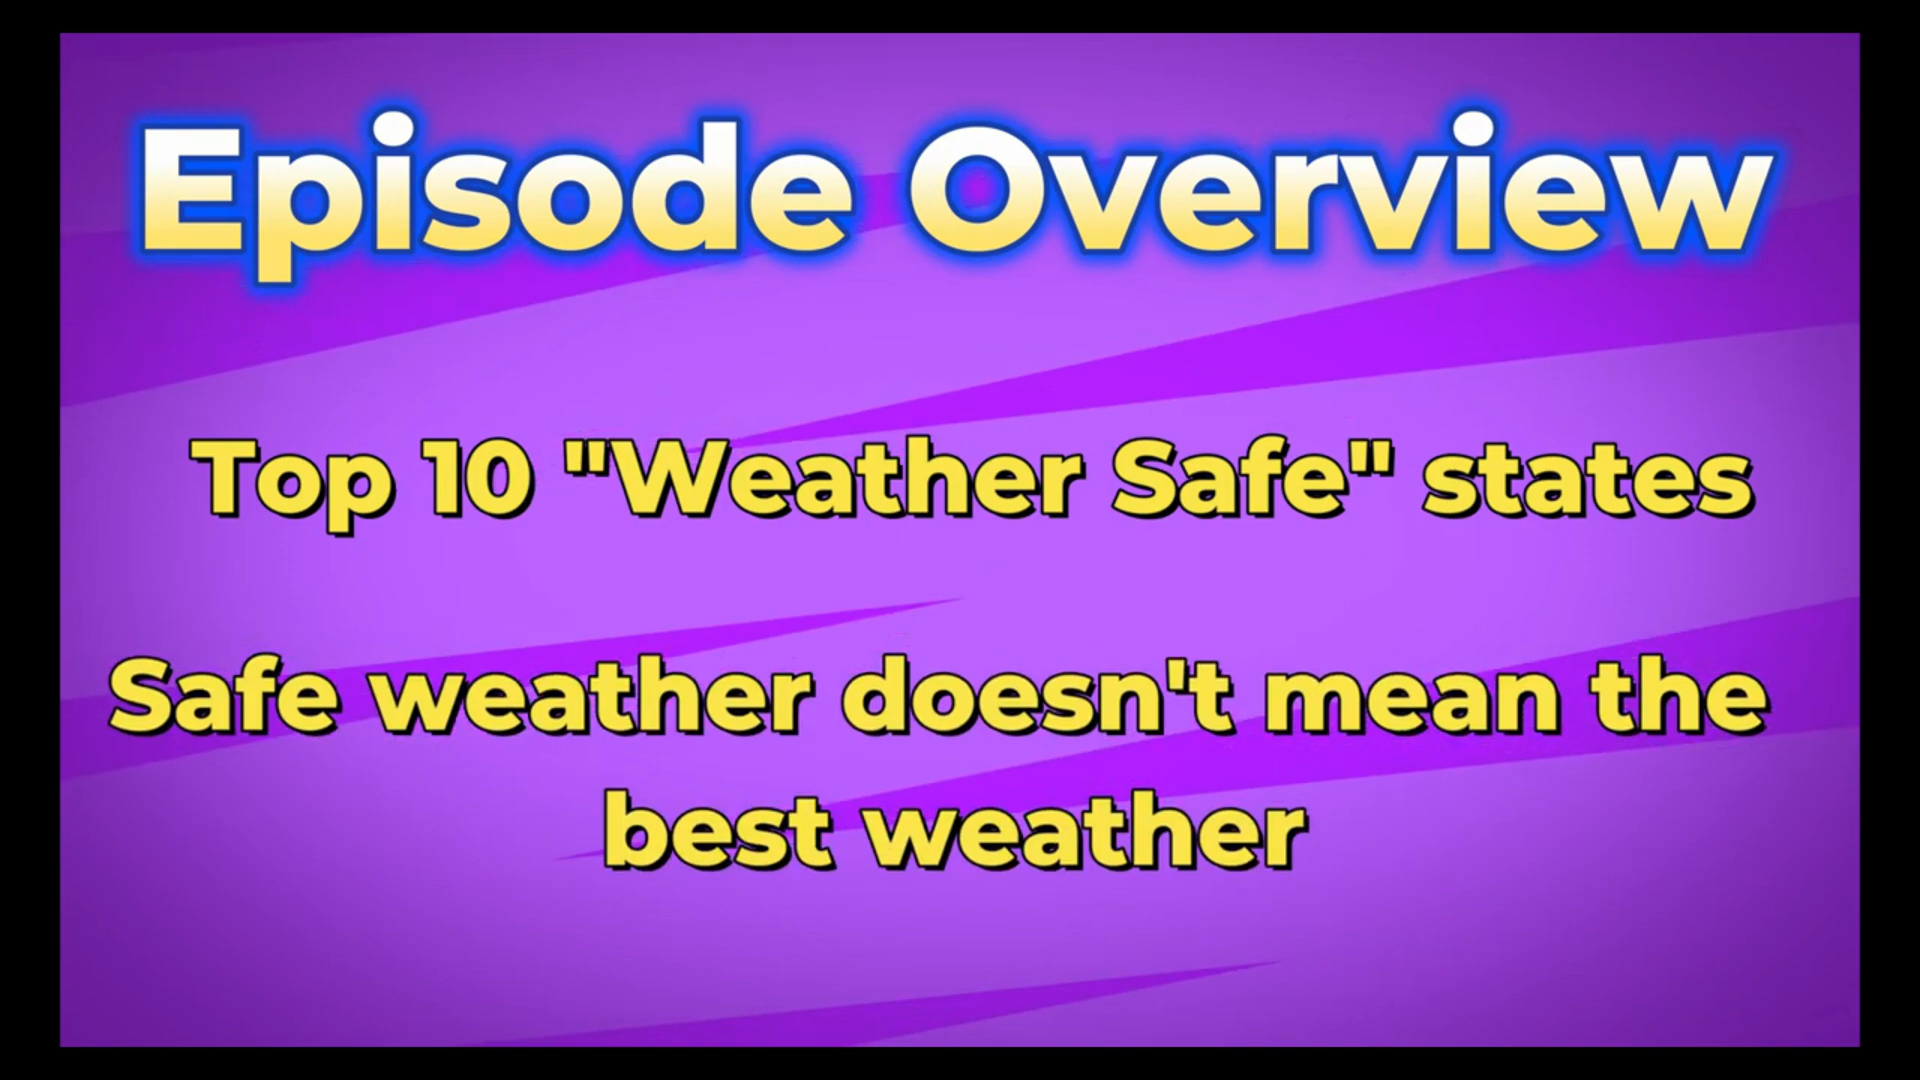 Episode Overview
Top 10 "Weather Safe" states
Safe weather doesn't mean the
best weather